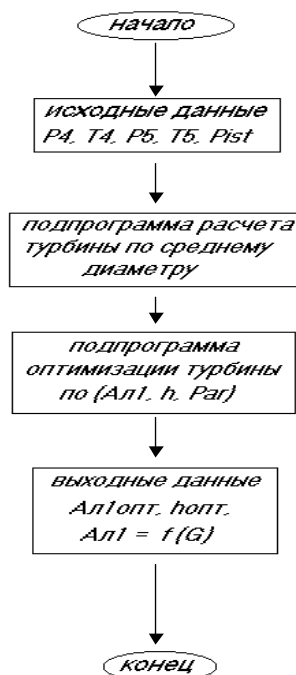 начало
исходные данные
P4, T4, P5, T5, Pist
подпрограмма расчета
турбины по среднему
диаметру
подпрограмма
оптимизации турбины
по (Ал1, h, Par)
выходные данные
Ал1опт, hопт,
Ал1 = f (G)
конец